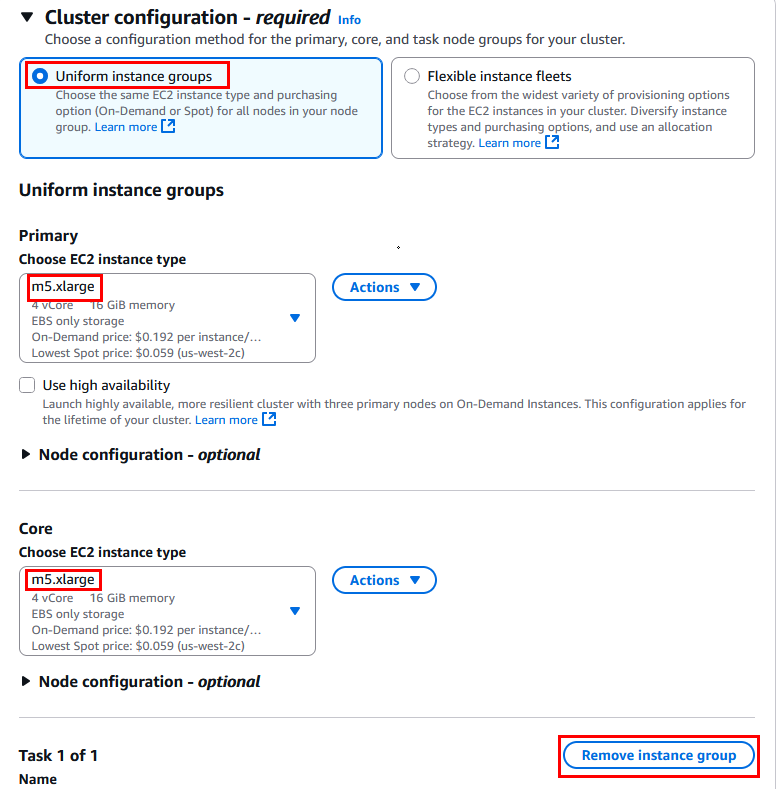 Cluster configuration - required Info
Choose a configuration method for the primary, core, and task node groups for your cluster.
Uniform instance groups
Choose the same EC2 instance type and purchasing
option (On-Demand or Spot) for all nodes in your node
group. Learn more
Flexible instance fleets
Choose from the widest variety of provisioning options
for the EC2 instances in your cluster. Diversify instance
types and purchasing options, and use an allocation
strategy. Learn more
Uniform instance groups
Primary
Choose EC2 instance type
m5.xlarge
4 vCore 16 GiB memory
EBS only storage
On-Demand price: $0.192 per instance/...
Lowest Spot price: $0.059 (us-west-2c)
Actions
Use high availability
Launch highly available, more resilient cluster with three primary nodes on On-Demand Instances. This configuration applies for
the lifetime of your cluster. Learn more
Node configuration - optional
Core
Choose EC2 instance type
m5.xlarge
4 vCore 16 GiB memory
EBS only storage
On-Demand price: $0.192 per instance/...
Lowest Spot price: $0.059 (us-west-2c)
Actions
Node configuration - optional
Task 1 of 1
Remove instance group
Name